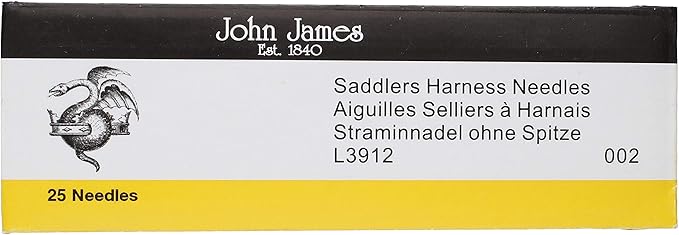 John James
Est. 1840
Saddlers Harness Needles
Aiguilles Selliers à Harnais
Straminnadel ohne Spitze
L3912 002
25 Needles